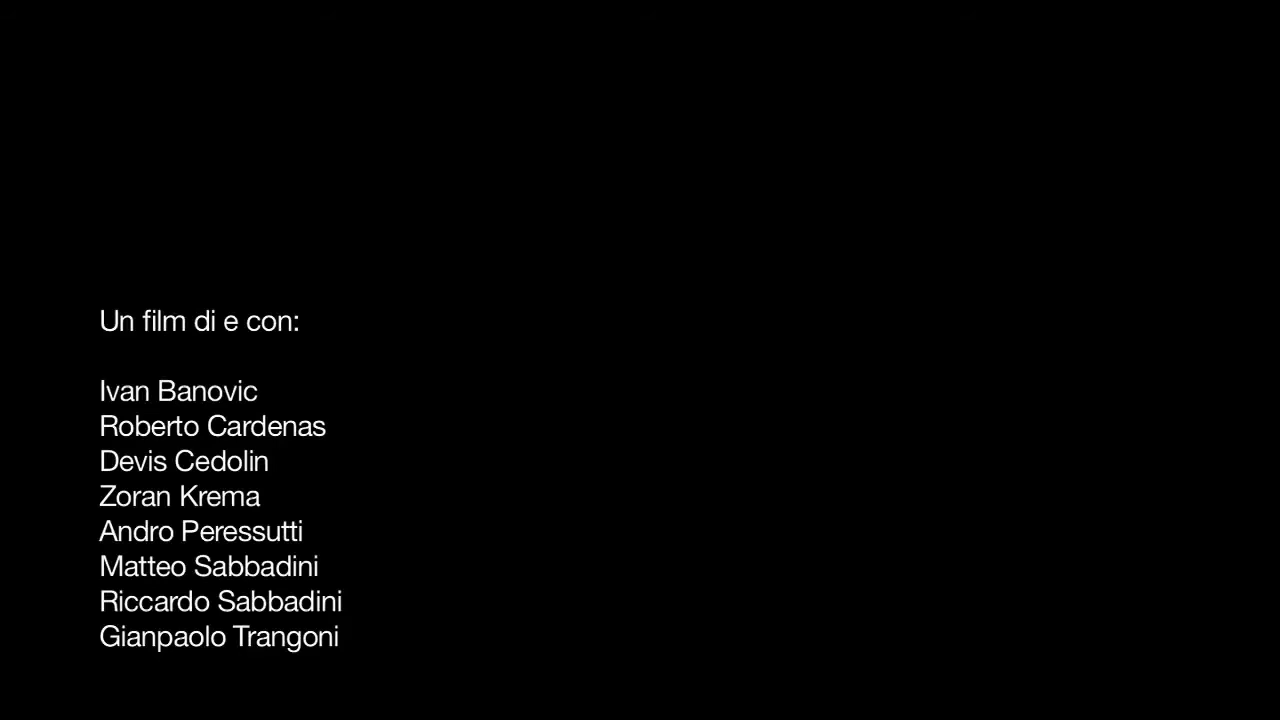 Un film di e con:
Ivan Banovic
Roberto Cardenas
Devis Cedolin
Zoran Krema
Andro Peressutti
Matteo Sabbadini
Riccardo Sabbadini
Gianpaolo Trangoni